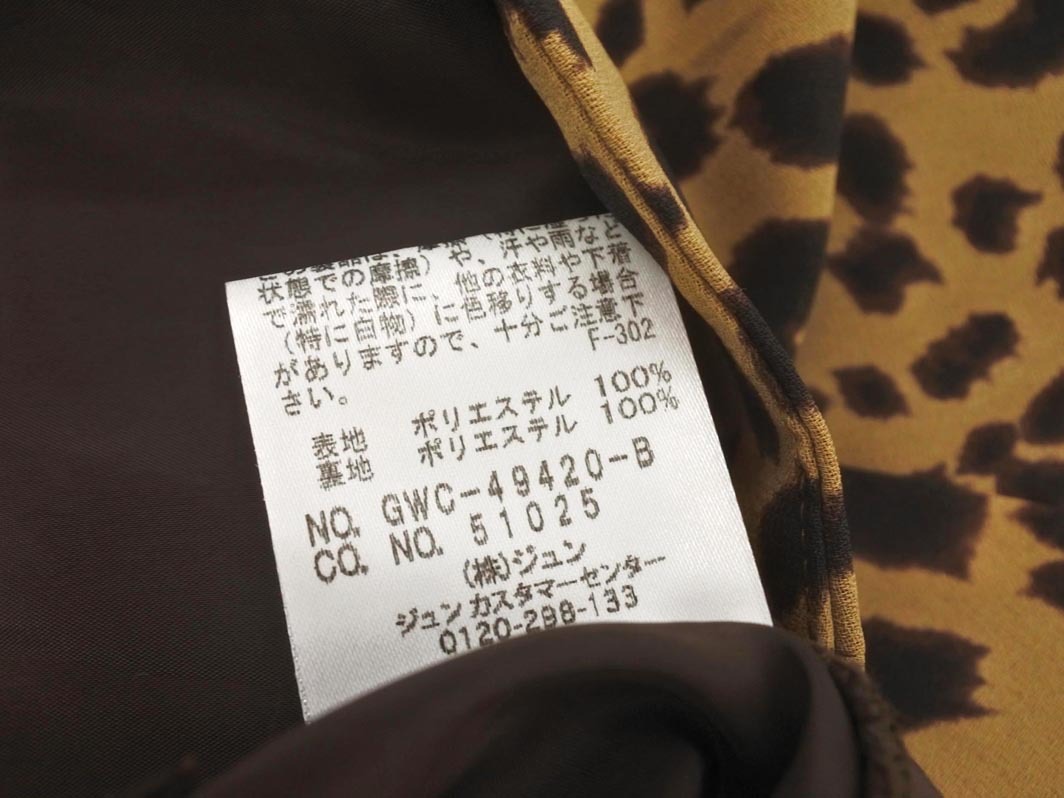 状態での摩擦）や、汗や雨など
で濡れた際に、他の衣料や下着
（特に白物）に色移りする場合
がありますので、十分ご注意下
さい。
F-302
表地 ポリエステル 100%
裏地 ポリエステル 100%
NO. GWC-49420-B
CO. NO. 51025
(株)ジュン
ジュン カスタマーセンター
0120-298-133